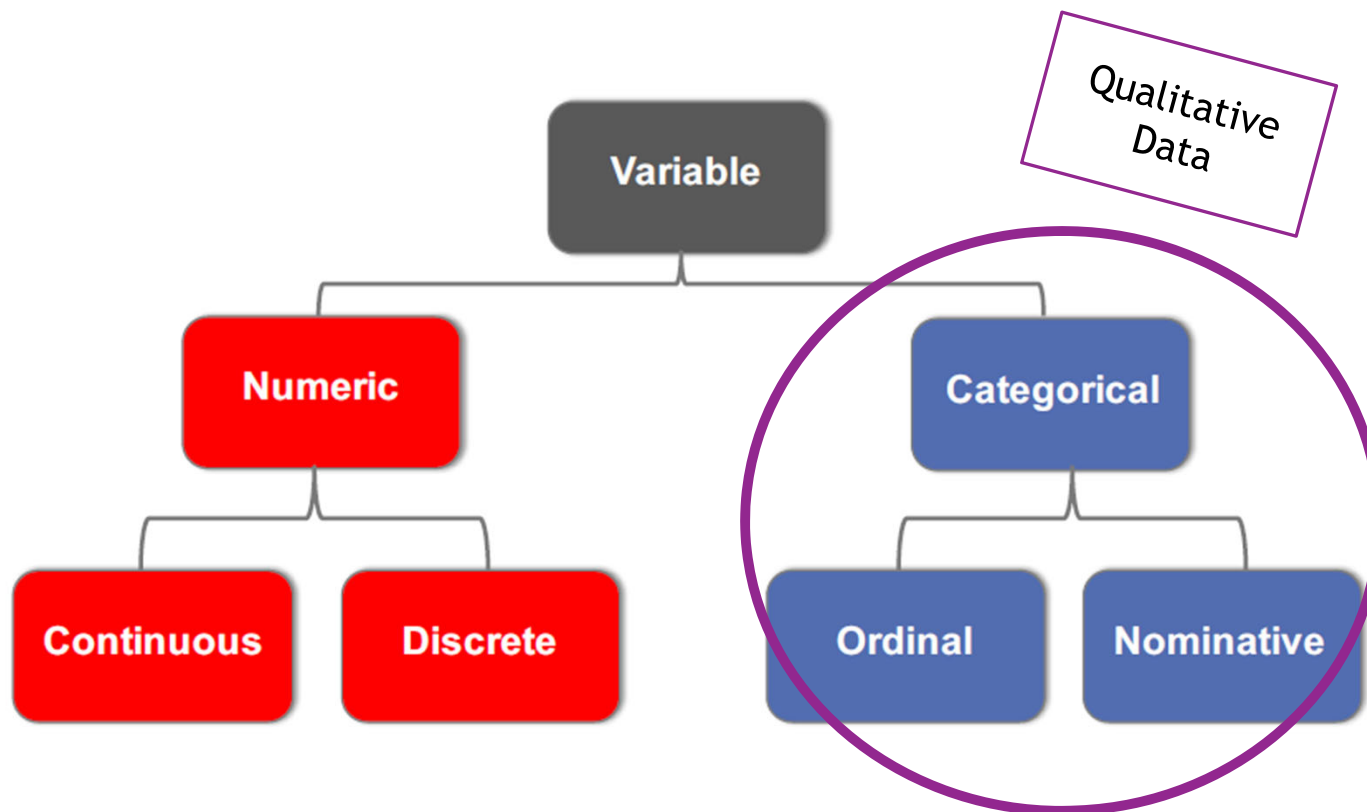 Qualitative
Data
Variable
Numeric
Categorical
Continuous
Discrete
Ordinal
Nominative